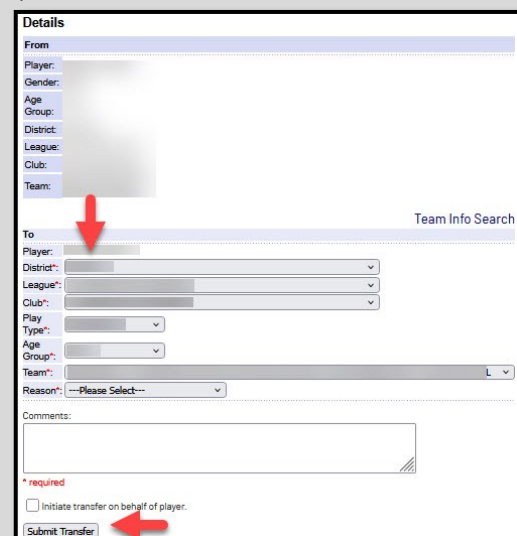 Details
From
Player:
Gender:
Age
Group:
District:
League:
Club:
Team:
Team Info Search
To
Player:
District*:
League*:
Club*:
Play
Type*:
Age
Group*:
Team*: L
Reason*: ---Please Select---
Comments:
* required
Initiate transfer on behalf of player.
Submit Transfer